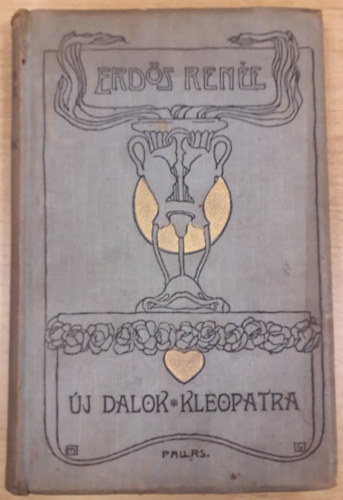 ERDŐS RENÉE
ÚJ DALOK * KLEOPATRA
PALLAS.